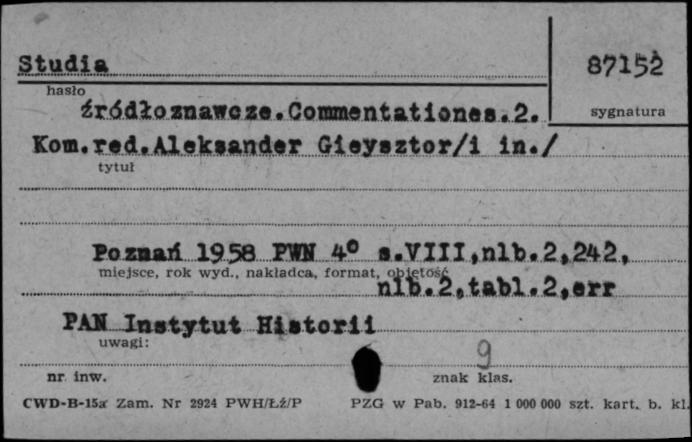 Studia
87152
hasło
sygnatura
źródłoznawcze.Commentationes.2.
Kom.red.Aleksander Gieysztor/i in./
tytuł
Poznań 1958 PWN 4° s.VIII,nlb.2,242,
miejsce, rok wyd., nakładca, format, objętość
nlb.2,tabl.2,err
PAN Instytut Historii
uwagi:
9
nr inw.
znak klas.
CWD-B-15a Zam. Nr 2924 PWH/Łź/P PZG w Pab. 912-64 1 000 000 szt. kart. b. kl.